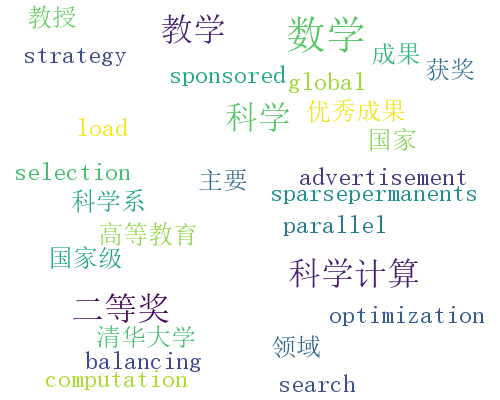 教授
教学
数学
strategy
成果
获奖
sponsored
global
科学
优秀成果
load
国家
selection
主要
advertisement
科学系
sparsepermanents
高等教育
parallel
国家级
科学计算
二等奖
optimization
清华大学
领域
balancing
computation
search